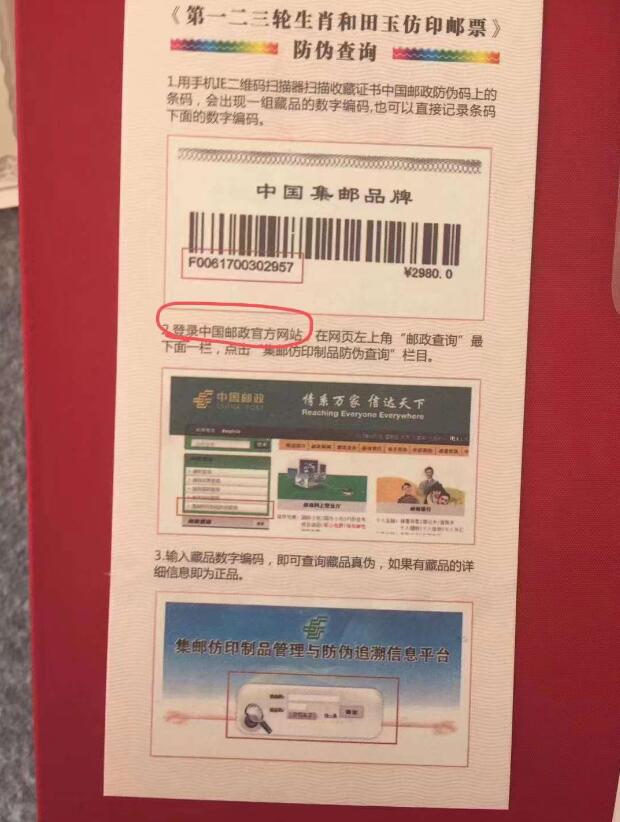 《第一二三轮生肖和田玉仿印邮票》
防伪查询
1.用手机IE二维码扫描器扫描收藏证书中国邮政防伪码上的
条码，会出现一组藏品的数字编码,也可以直接记录条码
下面的数字编码。
中国集邮品牌
F0061700302957
¥2980.0
2.登录中国邮政官方网站，在网页左上角“邮政查询”最
下面一栏，点击“集邮仿印制品防伪查询”栏目。
中国邮政
CHINA POST
情系万家 信达天下
Reaching Everyone Everywhere
3.输入藏品数字编码，即可查询藏品真伪，如果有藏品的详
细信息即为正品。
集邮仿印制品管理与防伪追溯信息平台